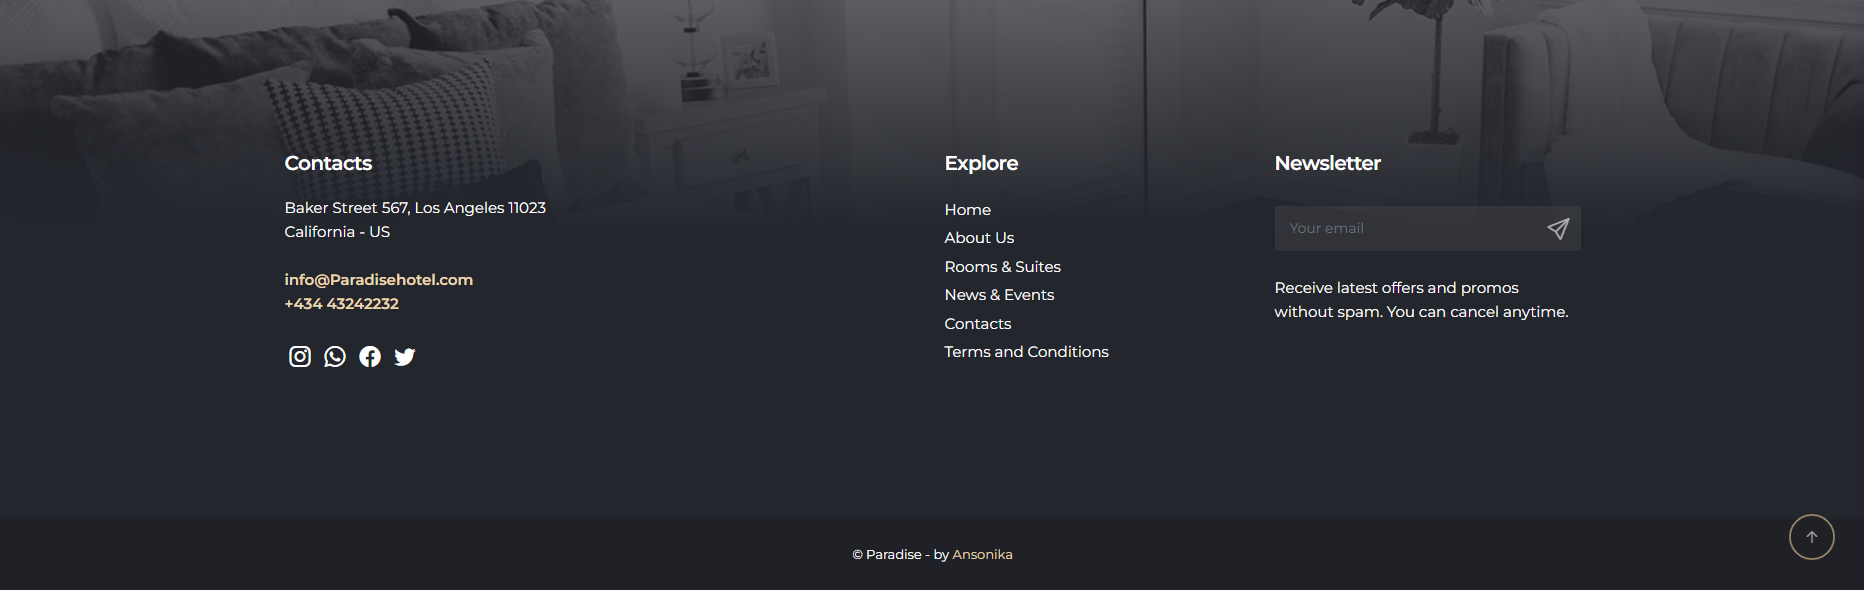 Contacts
Baker Street 567, Los Angeles 11023
California - US
info@Paradisehotel.com
+434 43242232
Explore
Home
About Us
Rooms & Suites
News & Events
Contacts
Terms and Conditions
Newsletter
Your email
Receive latest offers and promos
without spam. You can cancel anytime.
© Paradise - by Ansonika